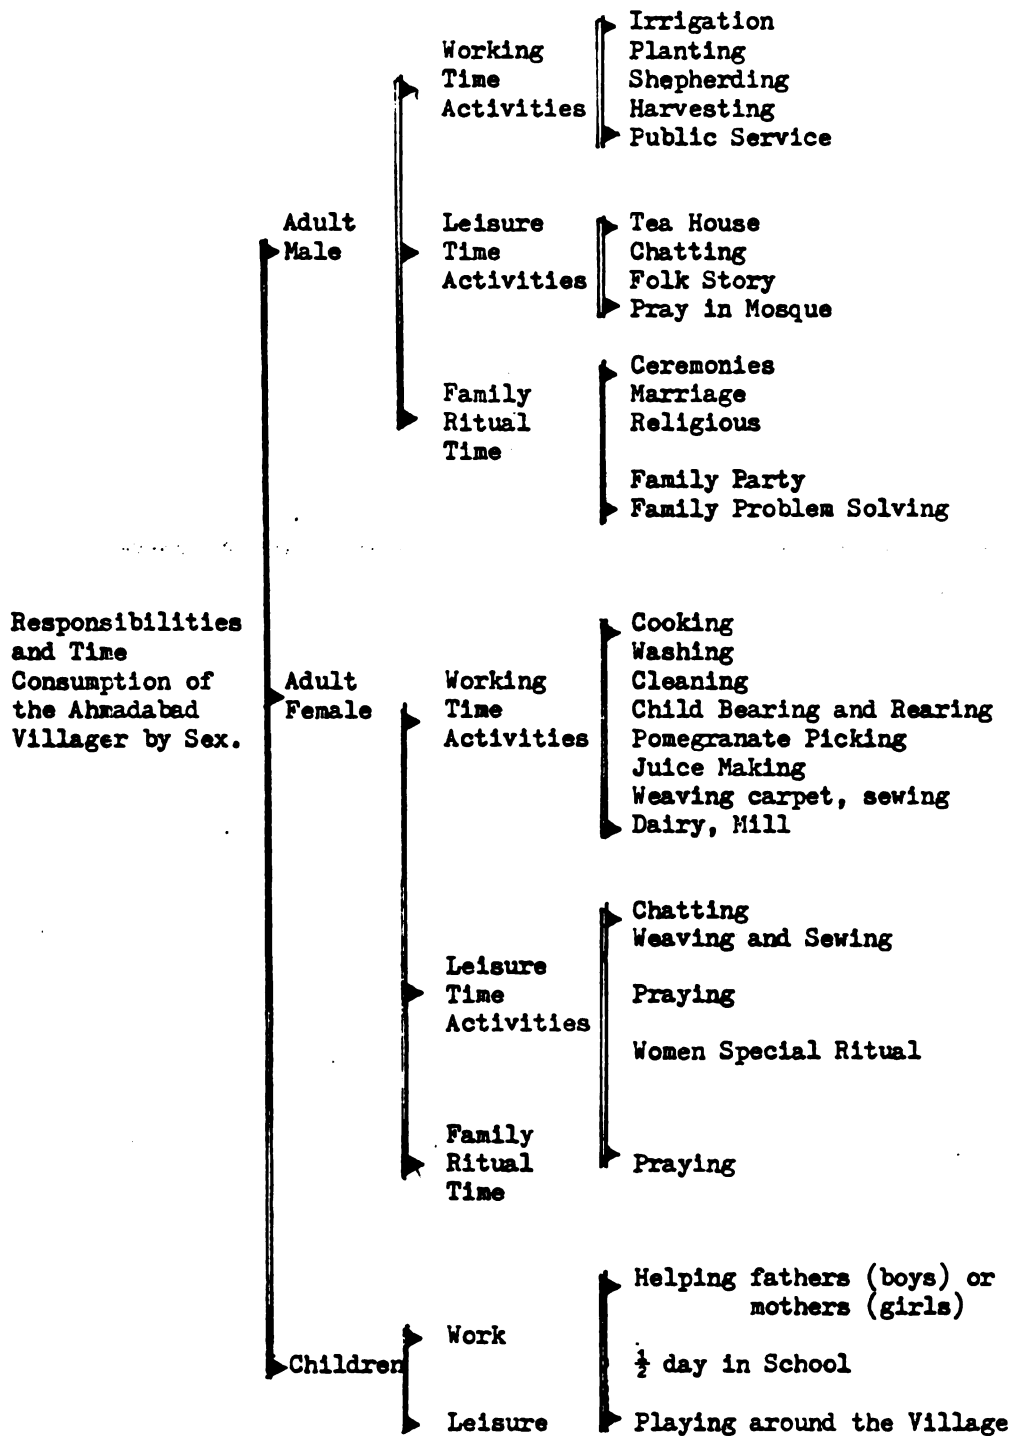 Responsibilities
and Time
Consumption of
the Ahmadabad
Villager by Sex.
Adult
Male
Working
Time
Activities
Irrigation
Planting
Shepherding
Harvesting
Public Service
Leisure
Time
Activities
Tea House
Chatting
Folk Story
Pray in Mosque
Family
Ritual
Time
Ceremonies
Marriage
Religious
Family Party
Family Problem Solving
Adult
Female
Working
Time
Activities
Cooking
Washing
Cleaning
Child Bearing and Rearing
Pomegranate Picking
Juice Making
Weaving carpet, sewing
Dairy, Mill
Leisure
Time
Activities
Chatting
Weaving and Sewing
Praying
Women Special Ritual
Family
Ritual
Time
Praying
Children
Work
Helping fathers (boys) or
mothers (girls)
½ day in School
Leisure
Playing around the Village